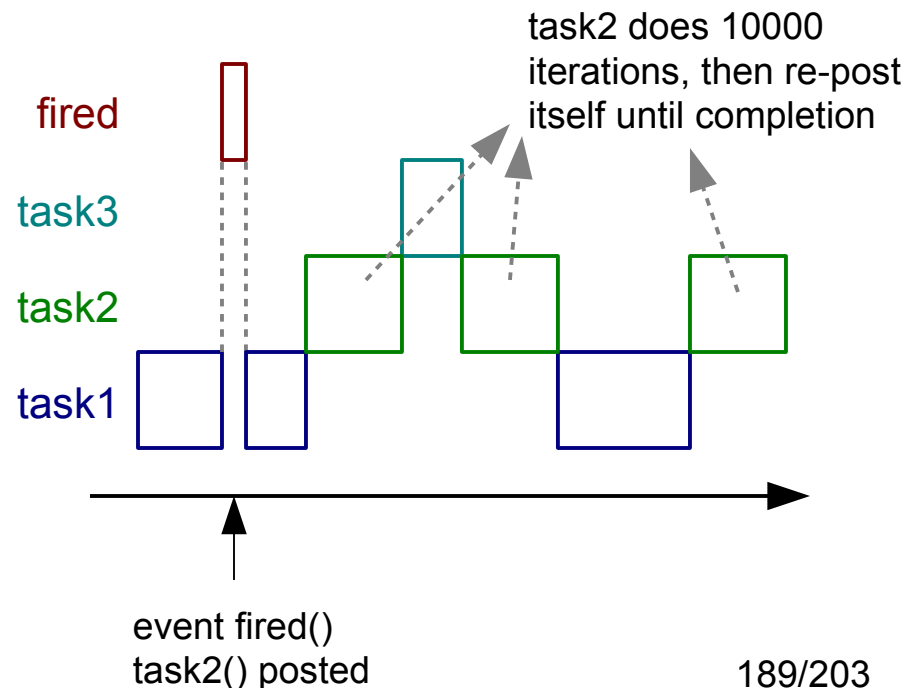 task2 does 10000
iterations, then re-post
itself until completion
fired
task3
task2
task1
event fired()
task2() posted
189/203